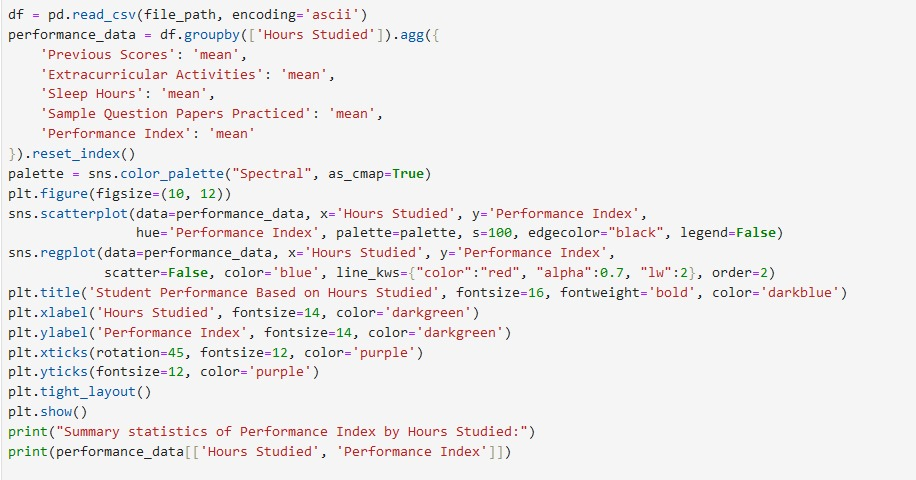 df = pd.read_csv(file_path, encoding='ascii')
performance_data = df.groupby(['Hours Studied']).agg({
    'Previous Scores': 'mean',
    'Extracurricular Activities': 'mean',
    'Sleep Hours': 'mean',
    'Sample Question Papers Practiced': 'mean',
    'Performance Index': 'mean'
}).reset_index()
palette = sns.color_palette("Spectral", as_cmap=True)
plt.figure(figsize=(10, 12))
sns.scatterplot(data=performance_data, x='Hours Studied', y='Performance Index',
                hue='Performance Index', palette=palette, s=100, edgecolor="black", legend=False)
sns.regplot(data=performance_data, x='Hours Studied', y='Performance Index',
            scatter=False, color='blue', line_kws={"color":"red", "alpha":0.7, "lw":2}, order=2)
plt.title('Student Performance Based on Hours Studied', fontsize=16, fontweight='bold', color='darkblue')
plt.xlabel('Hours Studied', fontsize=14, color='darkgreen')
plt.ylabel('Performance Index', fontsize=14, color='darkgreen')
plt.xticks(rotation=45, fontsize=12, color='purple')
plt.yticks(fontsize=12, color='purple')
plt.tight_layout()
plt.show()
print("Summary statistics of Performance Index by Hours Studied:")
print(performance_data[['Hours Studied', 'Performance Index']])